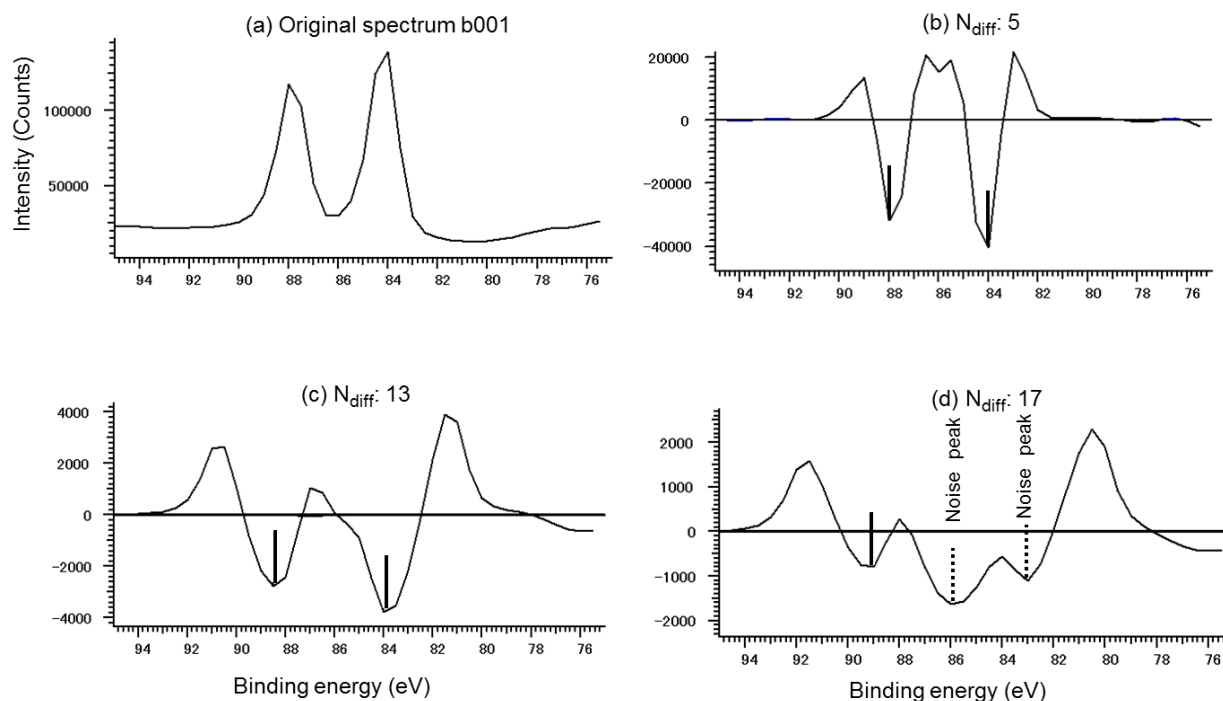 (a) Original spectrum b001
Intensity (Counts)
100000
50000
94 92 90 88 86 84 82 80 78 76
(b) N_diff: 5
20000
0
-20000
-40000
94 92 90 88 86 84 82 80 78 76
(c) N_diff: 13
4000
2000
0
-2000
-4000
94 92 90 88 86 84 82 80 78 76
Binding energy (eV)
(d) N_diff: 17
Noise peak
Noise peak
2000
1000
0
-1000
-2000
94 92 90 88 86 84 82 80 78 76
Binding energy (eV)